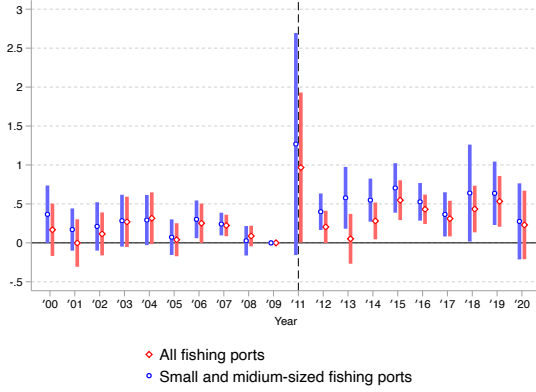 3
2.5
2
1.5
1
.5
0
-.5
'00 '01 '02 '03 '04 '05 '06 '07 '08 '09 '11 '12 '13 '14 '15 '16 '17 '18 '19 '20
Year
All fishing ports
Small and midium-sized fishing ports